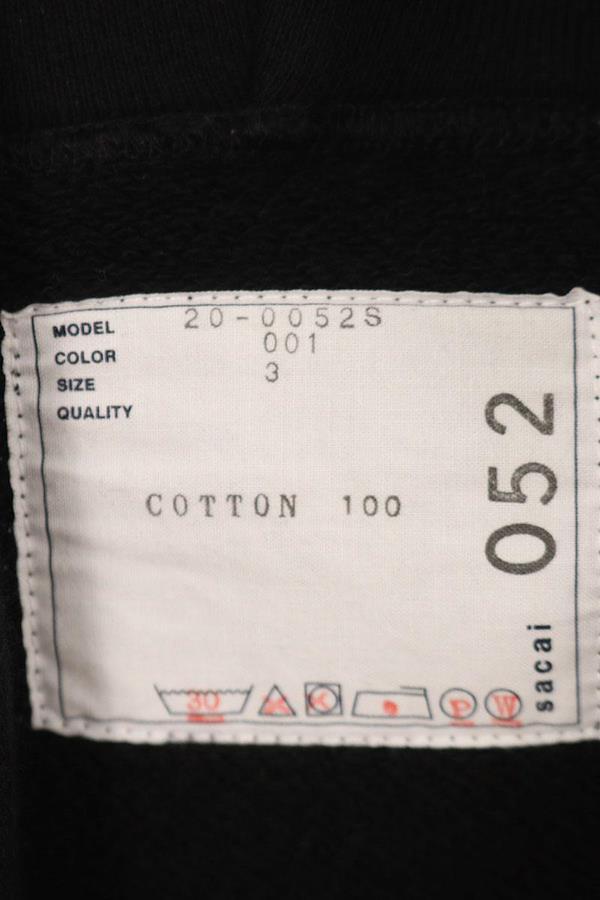 MODEL 20-0052S
COLOR 001
SIZE 3
QUALITY
COTTON 100
052
sacai
30
P W